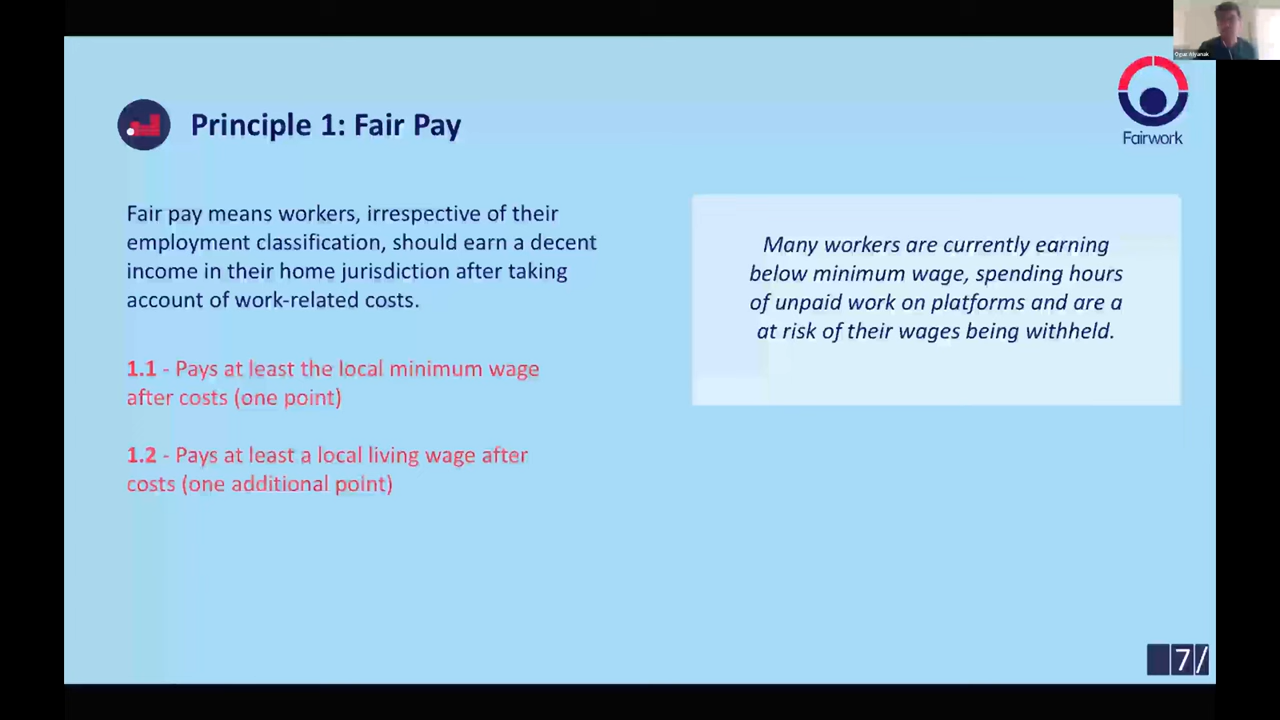 Oguz Alyanak
Fairwork
Principle 1: Fair Pay
Fair pay means workers, irrespective of their
employment classification, should earn a decent
income in their home jurisdiction after taking
account of work-related costs.
1.1 - Pays at least the local minimum wage
after costs (one point)
1.2 - Pays at least a local living wage after
costs (one additional point)
Many workers are currently earning
below minimum wage, spending hours
of unpaid work on platforms and are a
at risk of their wages being withheld.
7/